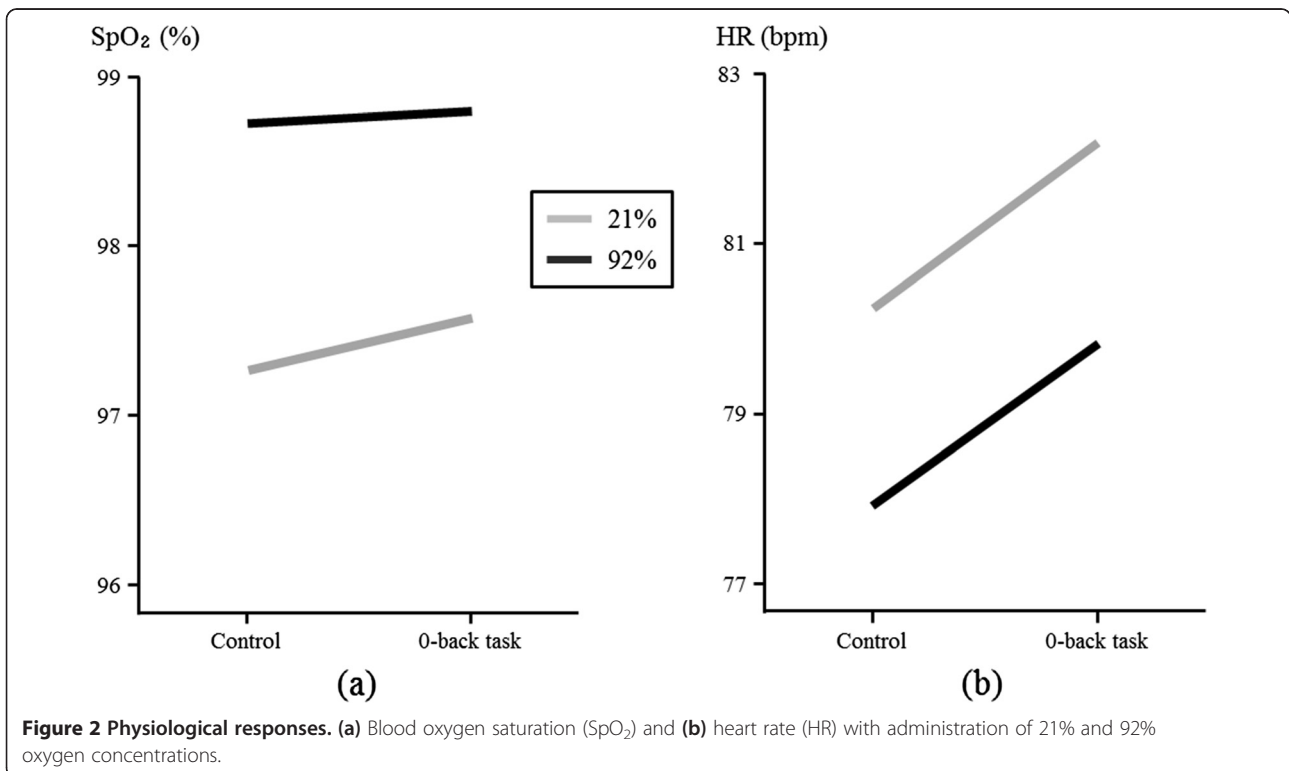 SpO₂ (%)
99
98
97
96
Control 0-back task
(a)
21%
92%
HR (bpm)
83
81
79
77
Control 0-back task
(b)
Figure 2 Physiological responses. (a) Blood oxygen saturation (SpO₂) and (b) heart rate (HR) with administration of 21% and 92%
oxygen concentrations.